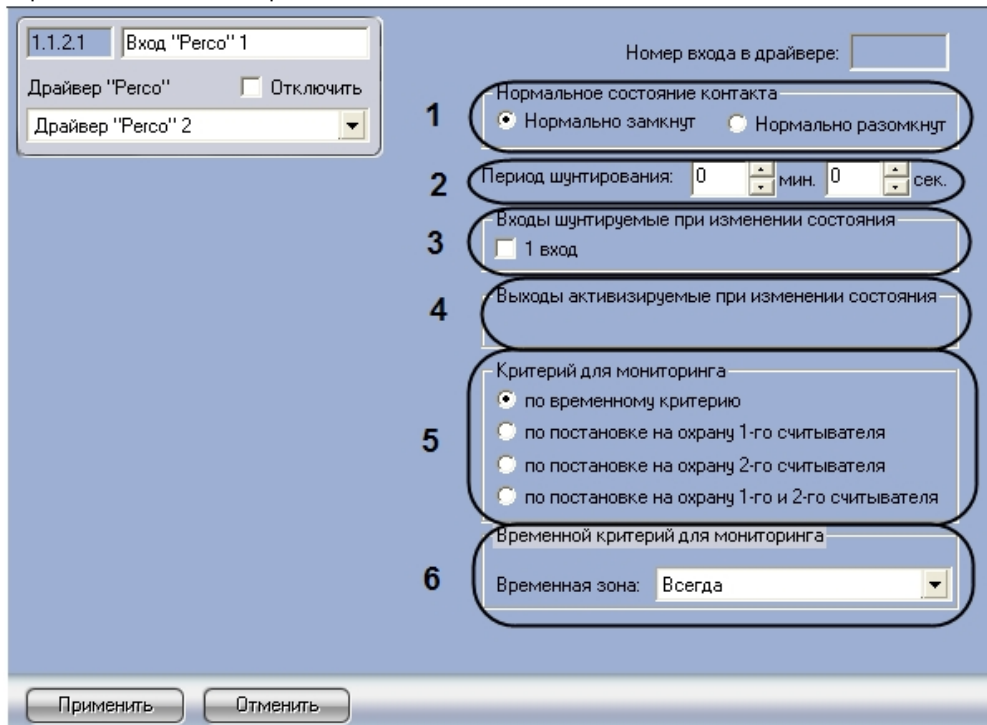 1.1.2.1 Вход "Perco" 1
Драйвер "Perco" Отключить
Драйвер "Perco" 2
Номер входа в драйвере:
1
Нормальное состояние контакта
Нормально замкнут Нормально разомкнут
2
Период шунтирования: 0 мин. 0 сек.
3
Входы шунтируемые при изменении состояния
1 вход
4
Выходы активизируемые при изменении состояния
5
Критерий для мониторинга
по временному критерию
по постановке на охрану 1-го считывателя
по постановке на охрану 2-го считывателя
по постановке на охрану 1-го и 2-го считывателя
6
Временной критерий для мониторинга
Временная зона: Всегда
Применить Отменить